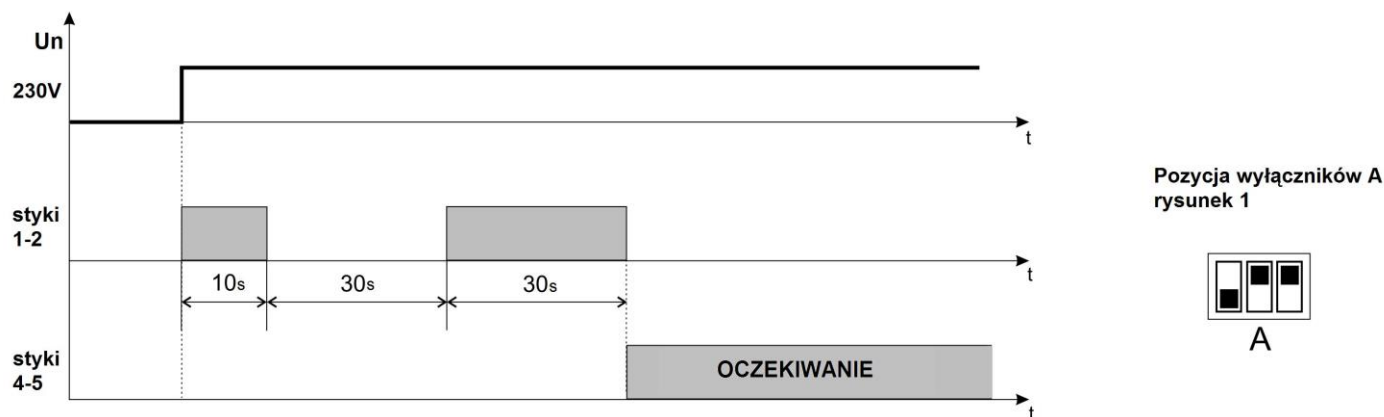 Un
230V
t
styki
1-2
t
10s
30s
30s
styki
4-5
OCZEKIWANIE
t
Pozycja wyłączników A
rysunek 1
A